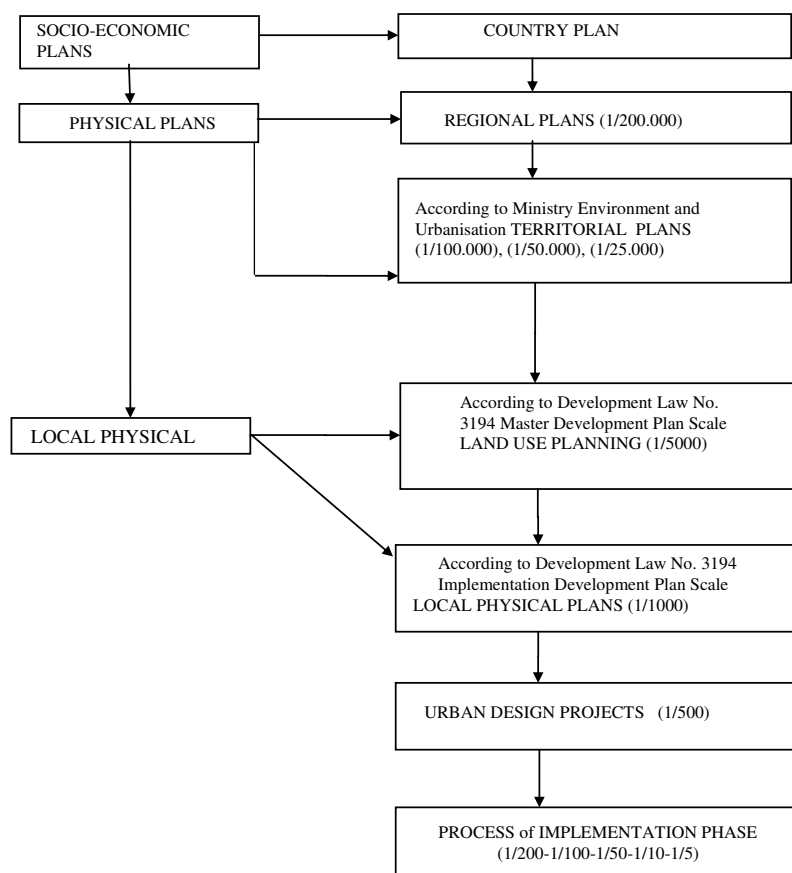 SOCIO-ECONOMIC
PLANS
COUNTRY PLAN
PHYSICAL PLANS
REGIONAL PLANS (1/200.000)
According to Ministry Environment and
Urbanisation TERRITORIAL PLANS
(1/100.000), (1/50.000), (1/25.000)
LOCAL PHYSICAL
According to Development Law No.
3194 Master Development Plan Scale
LAND USE PLANNING (1/5000)
According to Development Law No. 3194
Implementation Development Plan Scale
LOCAL PHYSICAL PLANS (1/1000)
URBAN DESIGN PROJECTS (1/500)
PROCESS of IMPLEMENTATION PHASE
(1/200-1/100-1/50-1/10-1/5)